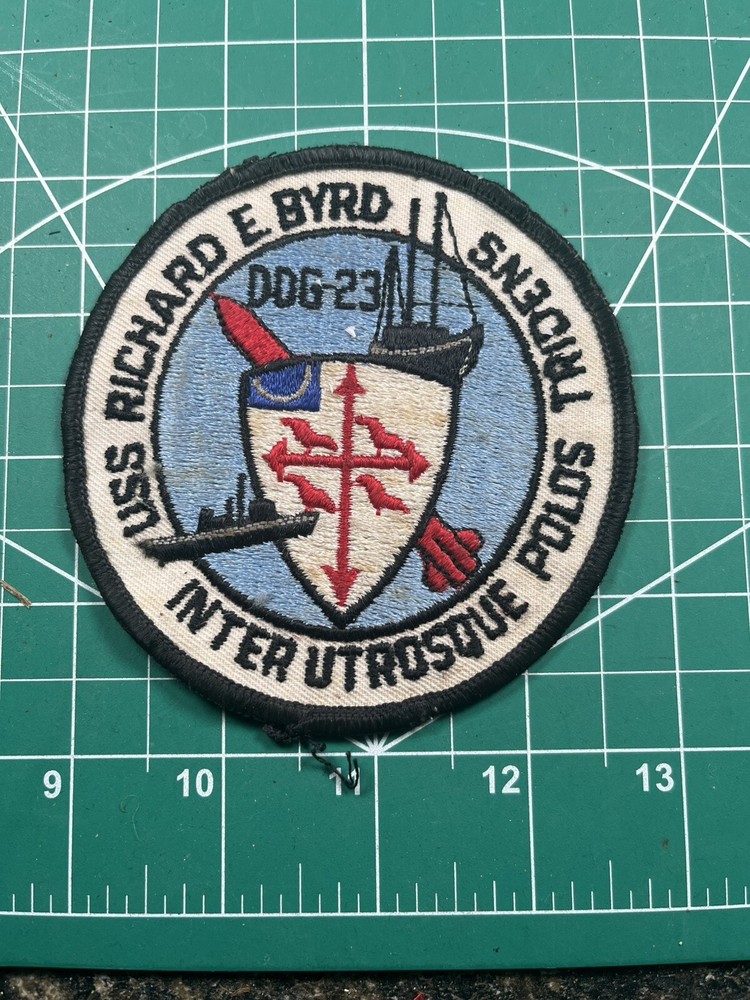 USS RICHARD E. BYRD
DDG-23
TRIDENS
INTER UTROSQUE POLOS
9 10 11 12 13